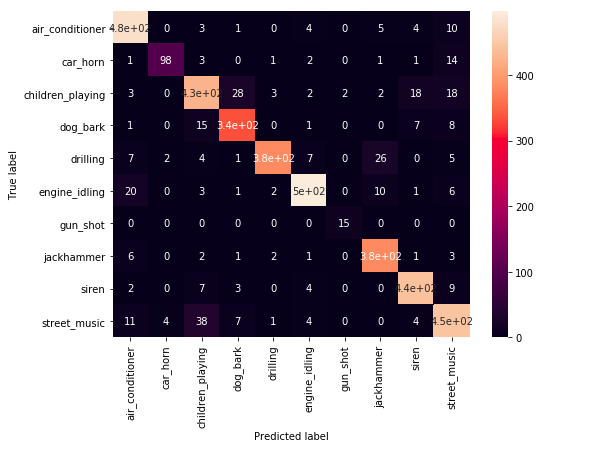 air_conditioner 4.8e+02 0 3 1 0 4 0 5 4 10
car_horn 1 98 3 0 1 2 0 1 1 14
children_playing 3 0 4.3e+02 28 3 2 2 2 18 18
dog_bark 1 0 15 3.4e+02 0 1 0 0 7 8
drilling 7 2 4 1 3.8e+02 7 0 26 0 5
engine_idling 20 0 3 1 2 5e+02 0 10 1 6
gun_shot 0 0 0 0 0 0 15 0 0 0
jackhammer 6 0 2 1 2 1 0 3.8e+02 1 3
siren 2 0 7 3 0 4 0 0 4.4e+02 9
street_music 11 4 38 7 1 4 0 0 4 4.5e+02
True label
air_conditioner
car_horn
children_playing
dog_bark
drilling
engine_idling
gun_shot
jackhammer
siren
street_music
Predicted label
400
300
200
100
0